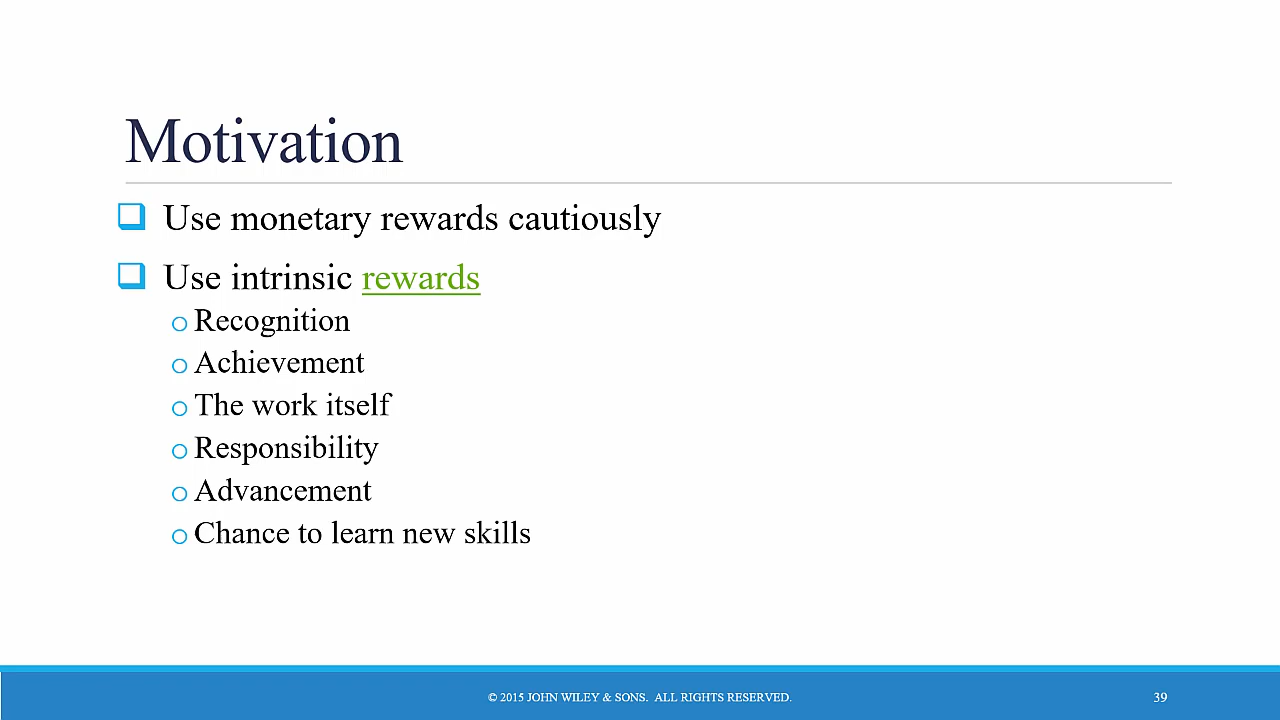 Motivation
❑ Use monetary rewards cautiously
❑ Use intrinsic rewards
o Recognition
o Achievement
o The work itself
o Responsibility
o Advancement
o Chance to learn new skills
© 2015 JOHN WILEY & SONS. ALL RIGHTS RESERVED.
39